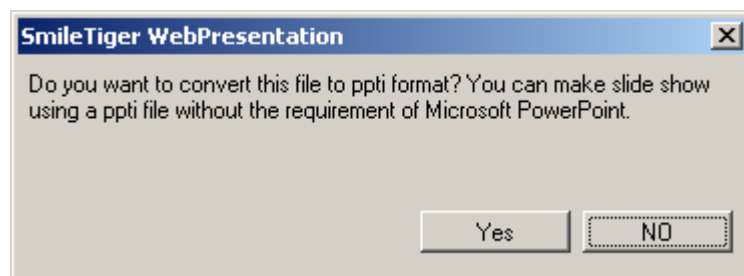 SmileTiger WebPresentation
Do you want to convert this file to ppti format? You can make slide show
using a ppti file without the requirement of Microsoft PowerPoint.
Yes
NO